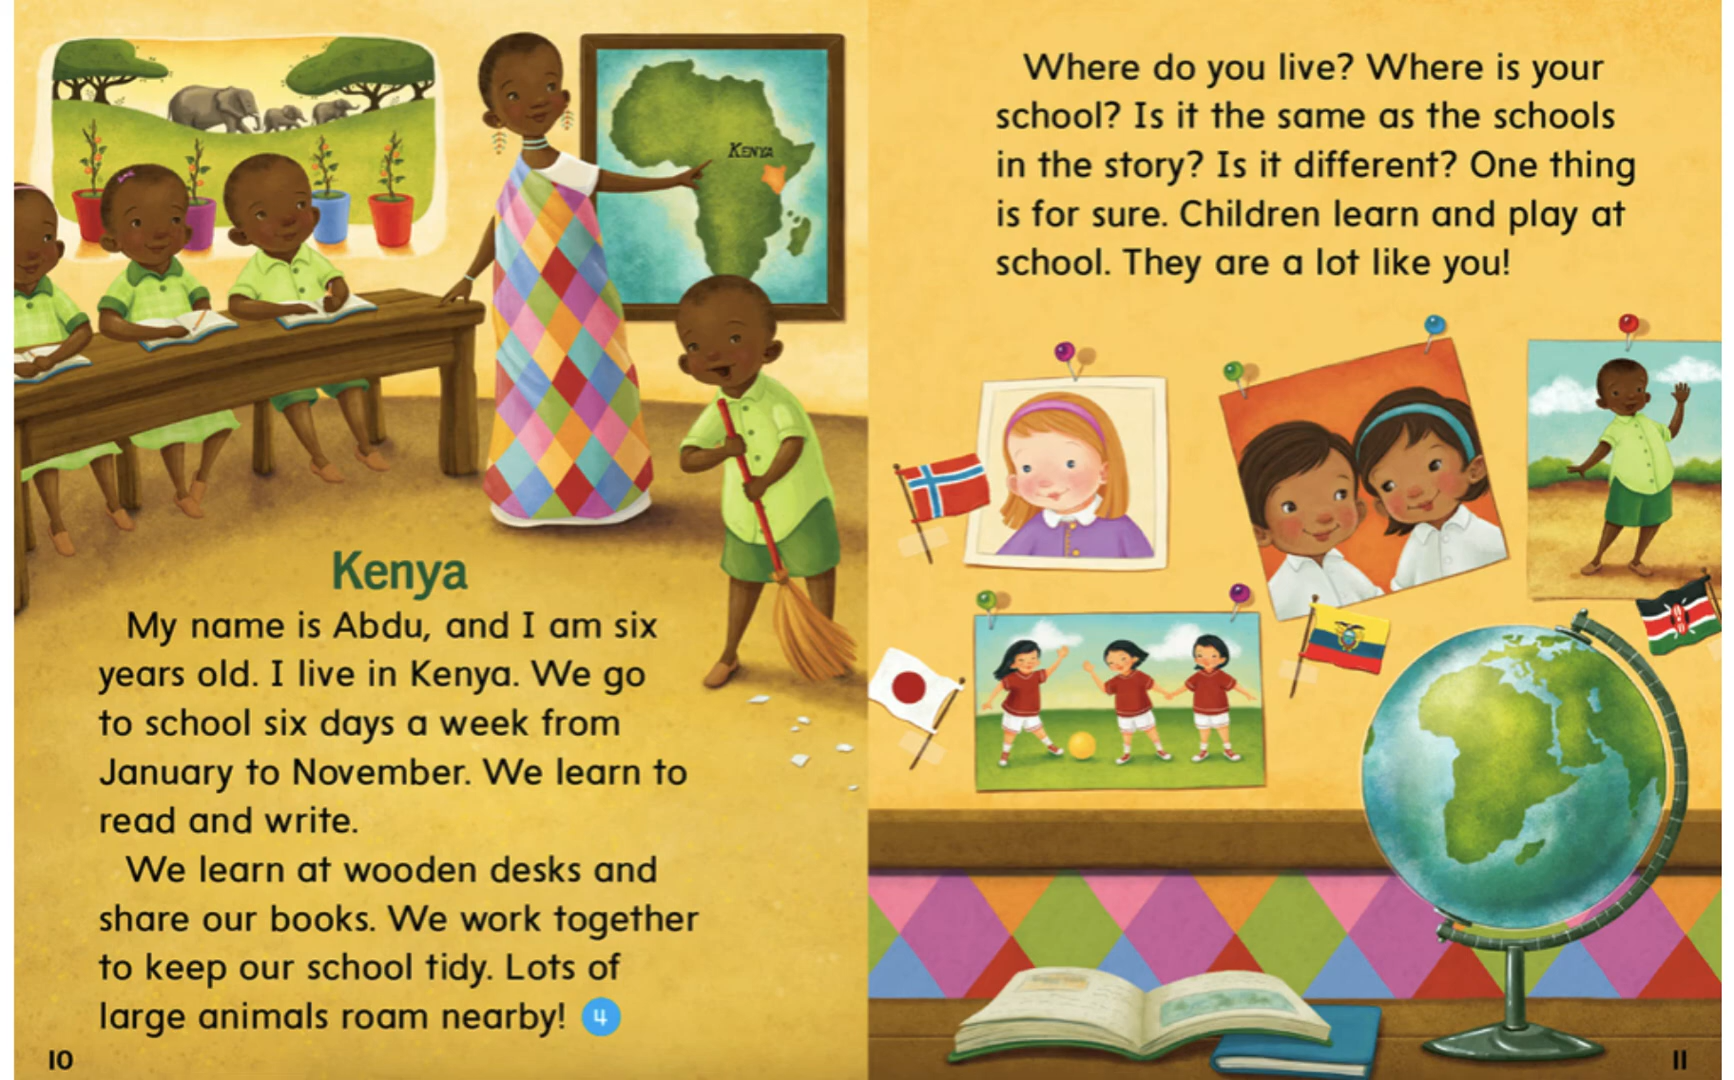 KENYA
Kenya
My name is Abdu, and I am six
years old. I live in Kenya. We go
to school six days a week from
January to November. We learn to
read and write.
We learn at wooden desks and
share our books. We work together
to keep our school tidy. Lots of
large animals roam nearby! 4
10
Where do you live? Where is your
school? Is it the same as the schools
in the story? Is it different? One thing
is for sure. Children learn and play at
school. They are a lot like you!
11